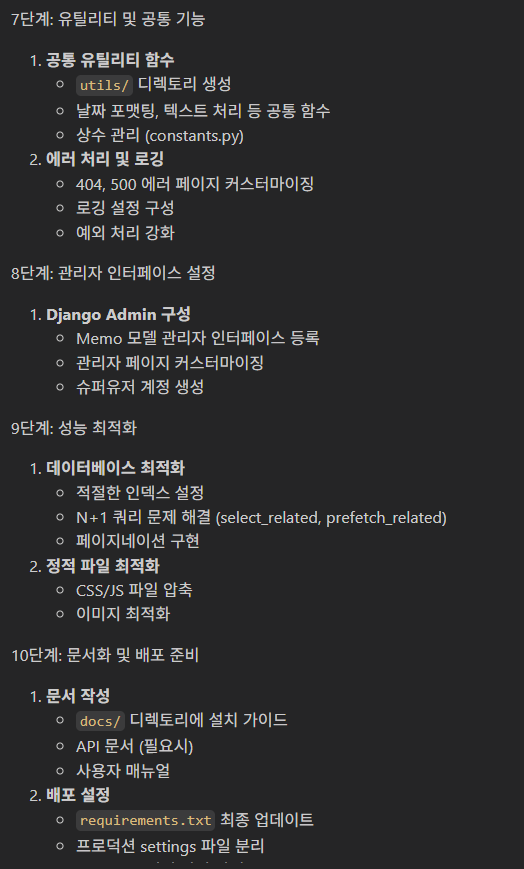 7단계: 유틸리티 및 공통 기능
1. 공통 유틸리티 함수
○ utils/ 디렉토리 생성
○ 날짜 포맷팅, 텍스트 처리 등 공통 함수
○ 상수 관리 (constants.py)
2. 에러 처리 및 로깅
○ 404, 500 에러 페이지 커스터마이징
○ 로깅 설정 구성
○ 예외 처리 강화
8단계: 관리자 인터페이스 설정
1. Django Admin 구성
○ Memo 모델 관리자 인터페이스 등록
○ 관리자 페이지 커스터마이징
○ 슈퍼유저 계정 생성
9단계: 성능 최적화
1. 데이터베이스 최적화
○ 적절한 인덱스 설정
○ N+1 쿼리 문제 해결 (select_related, prefetch_related)
○ 페이지네이션 구현
2. 정적 파일 최적화
○ CSS/JS 파일 압축
○ 이미지 최적화
10단계: 문서화 및 배포 준비
1. 문서 작성
○ docs/ 디렉토리에 설치 가이드
○ API 문서 (필요시)
○ 사용자 매뉴얼
2. 배포 설정
○ requirements.txt 최종 업데이트
○ 프로덕션 settings 파일 분리